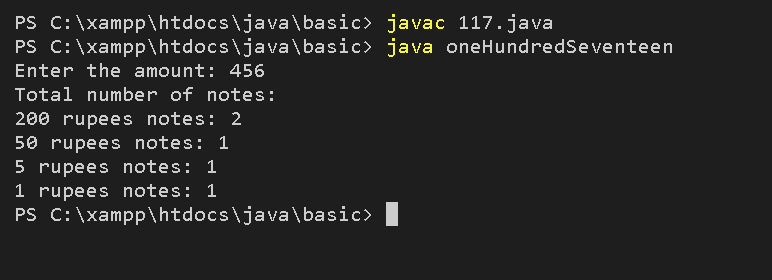 PS C:\xampp\htdocs\java\basic> javac 117.java
PS C:\xampp\htdocs\java\basic> java oneHundredSeventeen
Enter the amount: 456
Total number of notes:
200 rupees notes: 2
50 rupees notes: 1
5 rupees notes: 1
1 rupees notes: 1
PS C:\xampp\htdocs\java\basic>